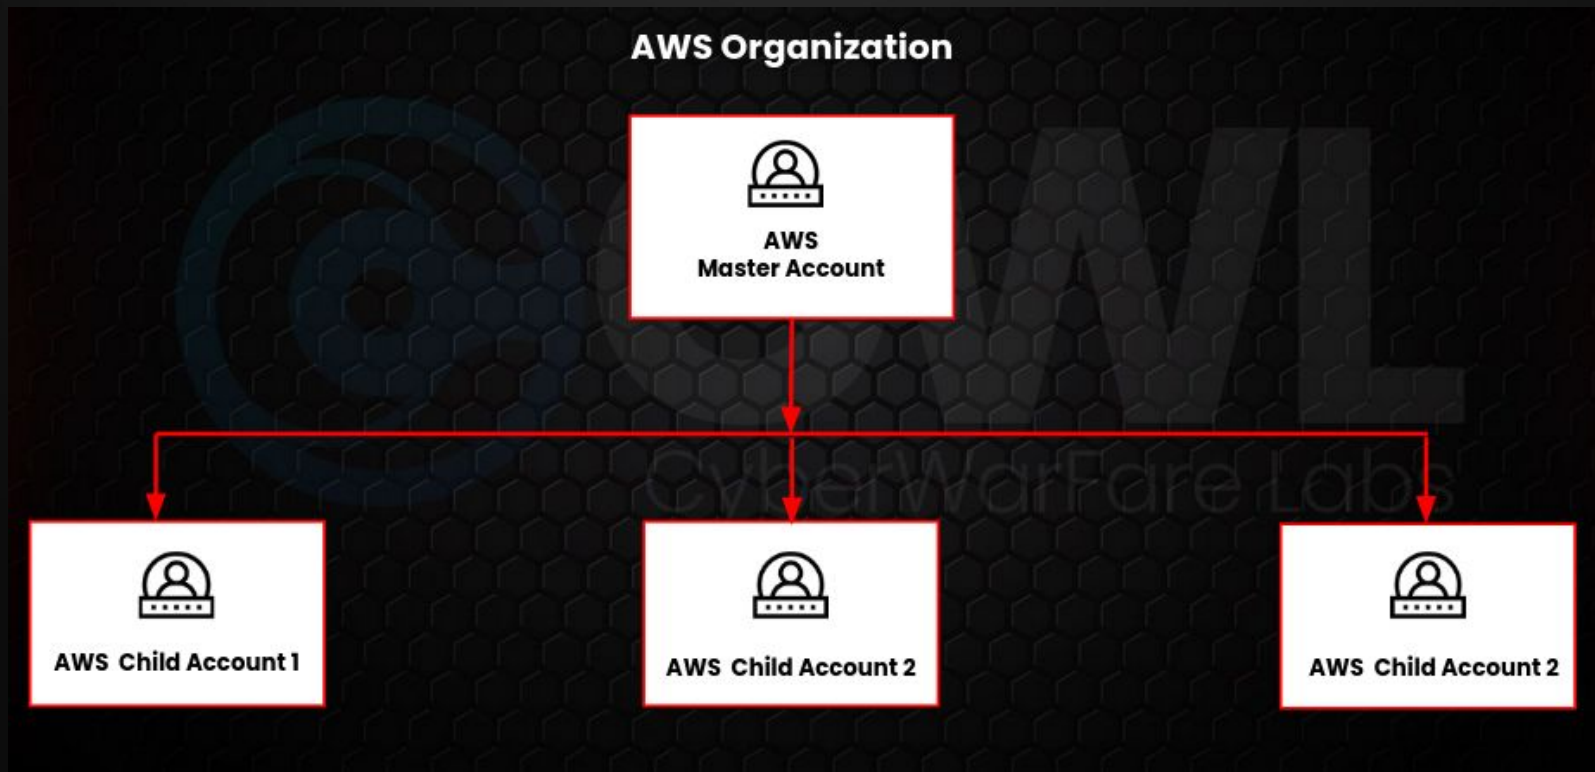 AWS Organization
CWL
CyberWarFare Labs
AWS
Master Account
AWS Child Account 1
AWS Child Account 2
AWS Child Account 2